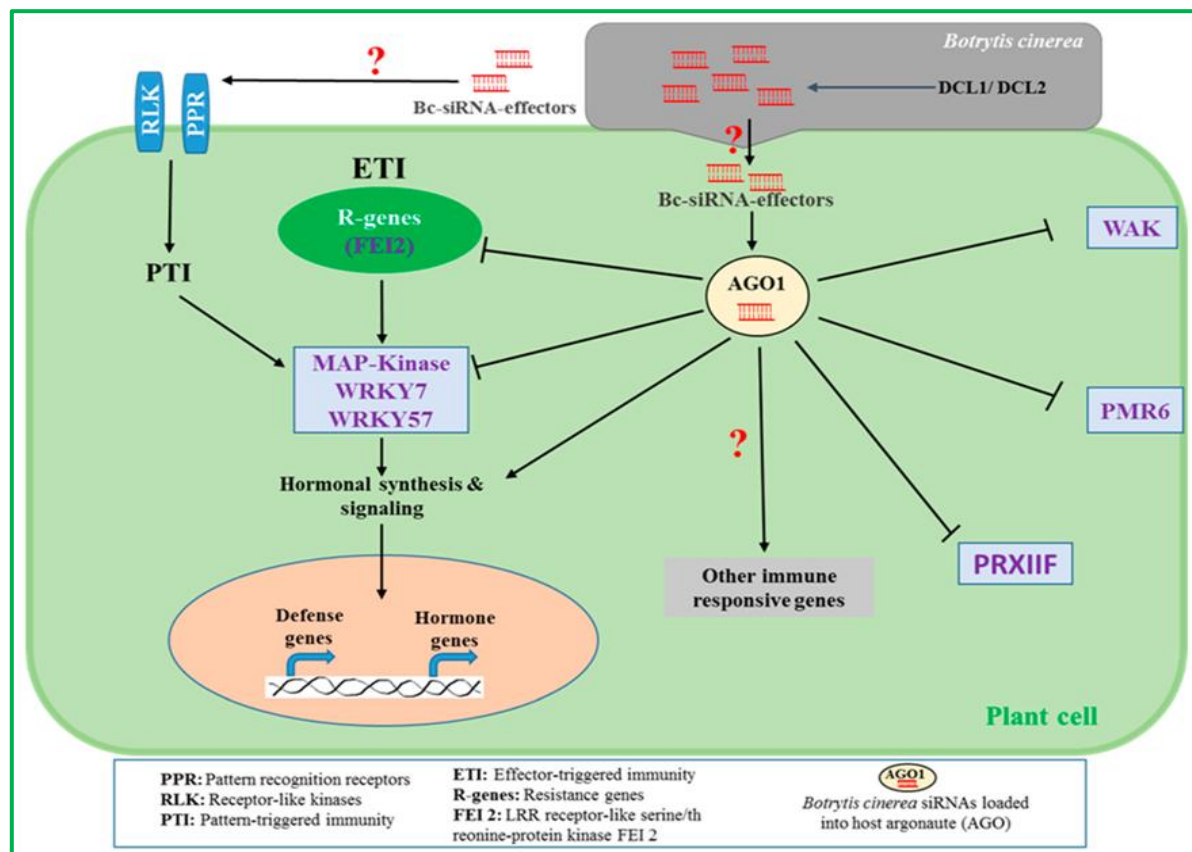 Botrytis cinerea
?
Bc-siRNA-effectors
DCL1/ DCL2
RLK
PPR
?
Bc-siRNA-effectors
ETI
R-genes
(FEI2)
WAK
PTI
AGO1
MAP-Kinase
WRKY7
WRKY57
PMR6
?
Hormonal synthesis &
signaling
PRXIIF
Other immune
responsive genes
Defense
genes
Hormone
genes
Plant cell
PPR: Pattern recognition receptors
RLK: Receptor-like kinases
PTI: Pattern-triggered immunity
ETI: Effector-triggered immunity
R-genes: Resistance genes
FEI 2: LRR receptor-like serine/th
reonine-protein kinase FEI 2
AGO1
Botrytis cinerea siRNAs loaded
into host argonaute (AGO)